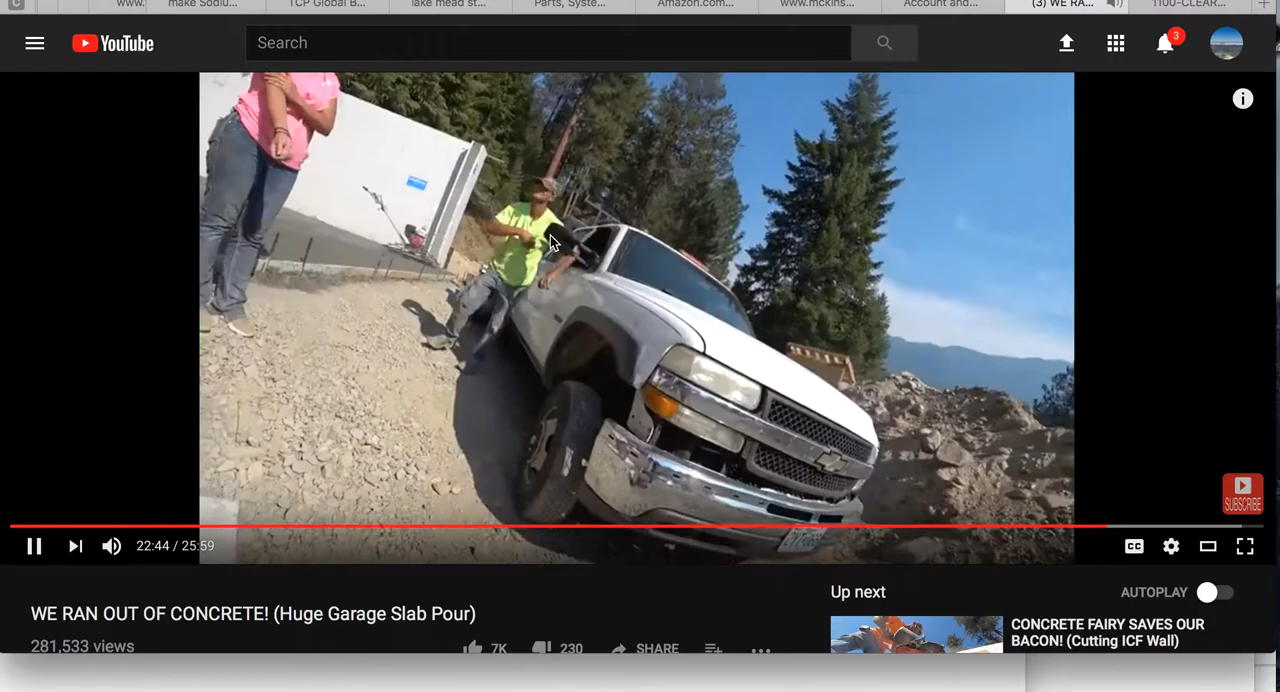 www.
make Sodiu...
TCP Global B...
lake mead st...
Parts, Syste...
Amazon.com...
www.mckins...
Account and...
(3) WE RA...
1100-CLEAR...
YouTube
Search
3
SUBSCRIBE
22:44 / 25:59
CC
WE RAN OUT OF CONCRETE! (Huge Garage Slab Pour)
281,533 views
7K
230
SHARE
Up next
AUTOPLAY
CONCRETE FAIRY SAVES OUR
BACON! (Cutting ICF Wall)